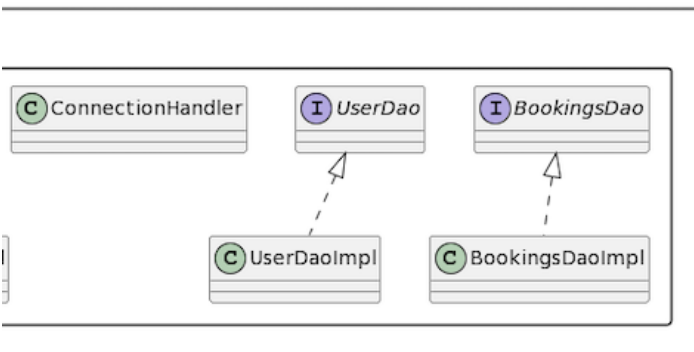 C ConnectionHandler
I UserDao
I BookingsDao
C UserDaoImpl
C BookingsDaoImpl